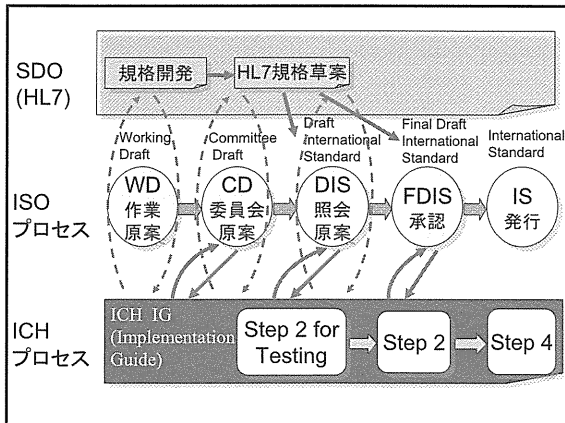 SDO
(HL7)
規格開発
HL7規格草案
Working
Draft
Committee
Draft
Draft
International
Standard
Final Draft
International
Standard
International
Standard
ISO
プロセス
WD
作業
原案
CD
委員会
原案
DIS
照会
原案
FDIS
承認
IS
発行
ICH
プロセス
ICH IG
(Implementation
Guide)
Step 2 for
Testing
Step 2
Step 4